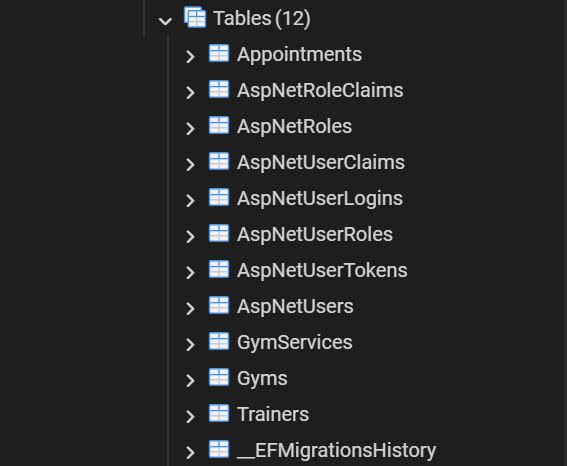 Tables (12)
Appointments
AspNetRoleClaims
AspNetRoles
AspNetUserClaims
AspNetUserLogins
AspNetUserRoles
AspNetUserTokens
AspNetUsers
GymServices
Gyms
Trainers
__EFMigrationsHistory